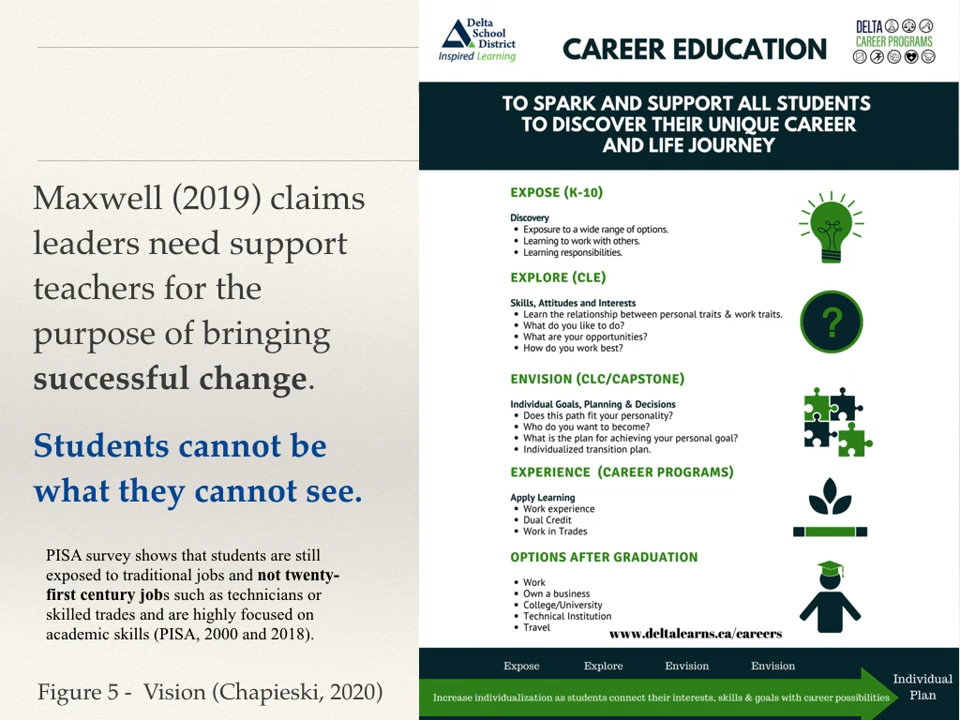 Maxwell (2019) claims
leaders need support
teachers for the
purpose of bringing
successful change.
Students cannot be
what they cannot see.
PISA survey shows that students are still
exposed to traditional jobs and not twenty-
first century jobs such as technicians or
skilled trades and are highly focused on
academic skills (PISA, 2000 and 2018).
Figure 5 - Vision (Chapieski, 2020)
Delta
School
District
Inspired Learning
CAREER EDUCATION
DELTA
CAREER PROGRAMS
TO SPARK AND SUPPORT ALL STUDENTS
TO DISCOVER THEIR UNIQUE CAREER
AND LIFE JOURNEY
EXPOSE (K-10)
Discovery
• Exposure to a wide range of options.
• Learning to work with others.
• Learning responsibilities.
EXPLORE (CLE)
Skills, Attitudes and Interests
• Learn the relationship between personal traits & work traits.
• What do you like to do?
• What are your opportunities?
• How do you work best?
?
ENVISION (CLC/CAPSTONE)
Individual Goals, Planning & Decisions
• Does this path fit your personality?
• Who do you want to become?
• What is the plan for achieving your personal goal?
• Individualized transition plan.
EXPERIENCE (CAREER PROGRAMS)
Apply Learning
• Work experience
• Dual Credit
• Work in Trades
OPTIONS AFTER GRADUATION
• Work
• Own a business
• College/University
• Technical Institution
• Travel
www.deltalearns.ca/careers
Expose Explore Envision Envision
Increase individualization as students connect their interests, skills & goals with career possibilities
Individual
Plan